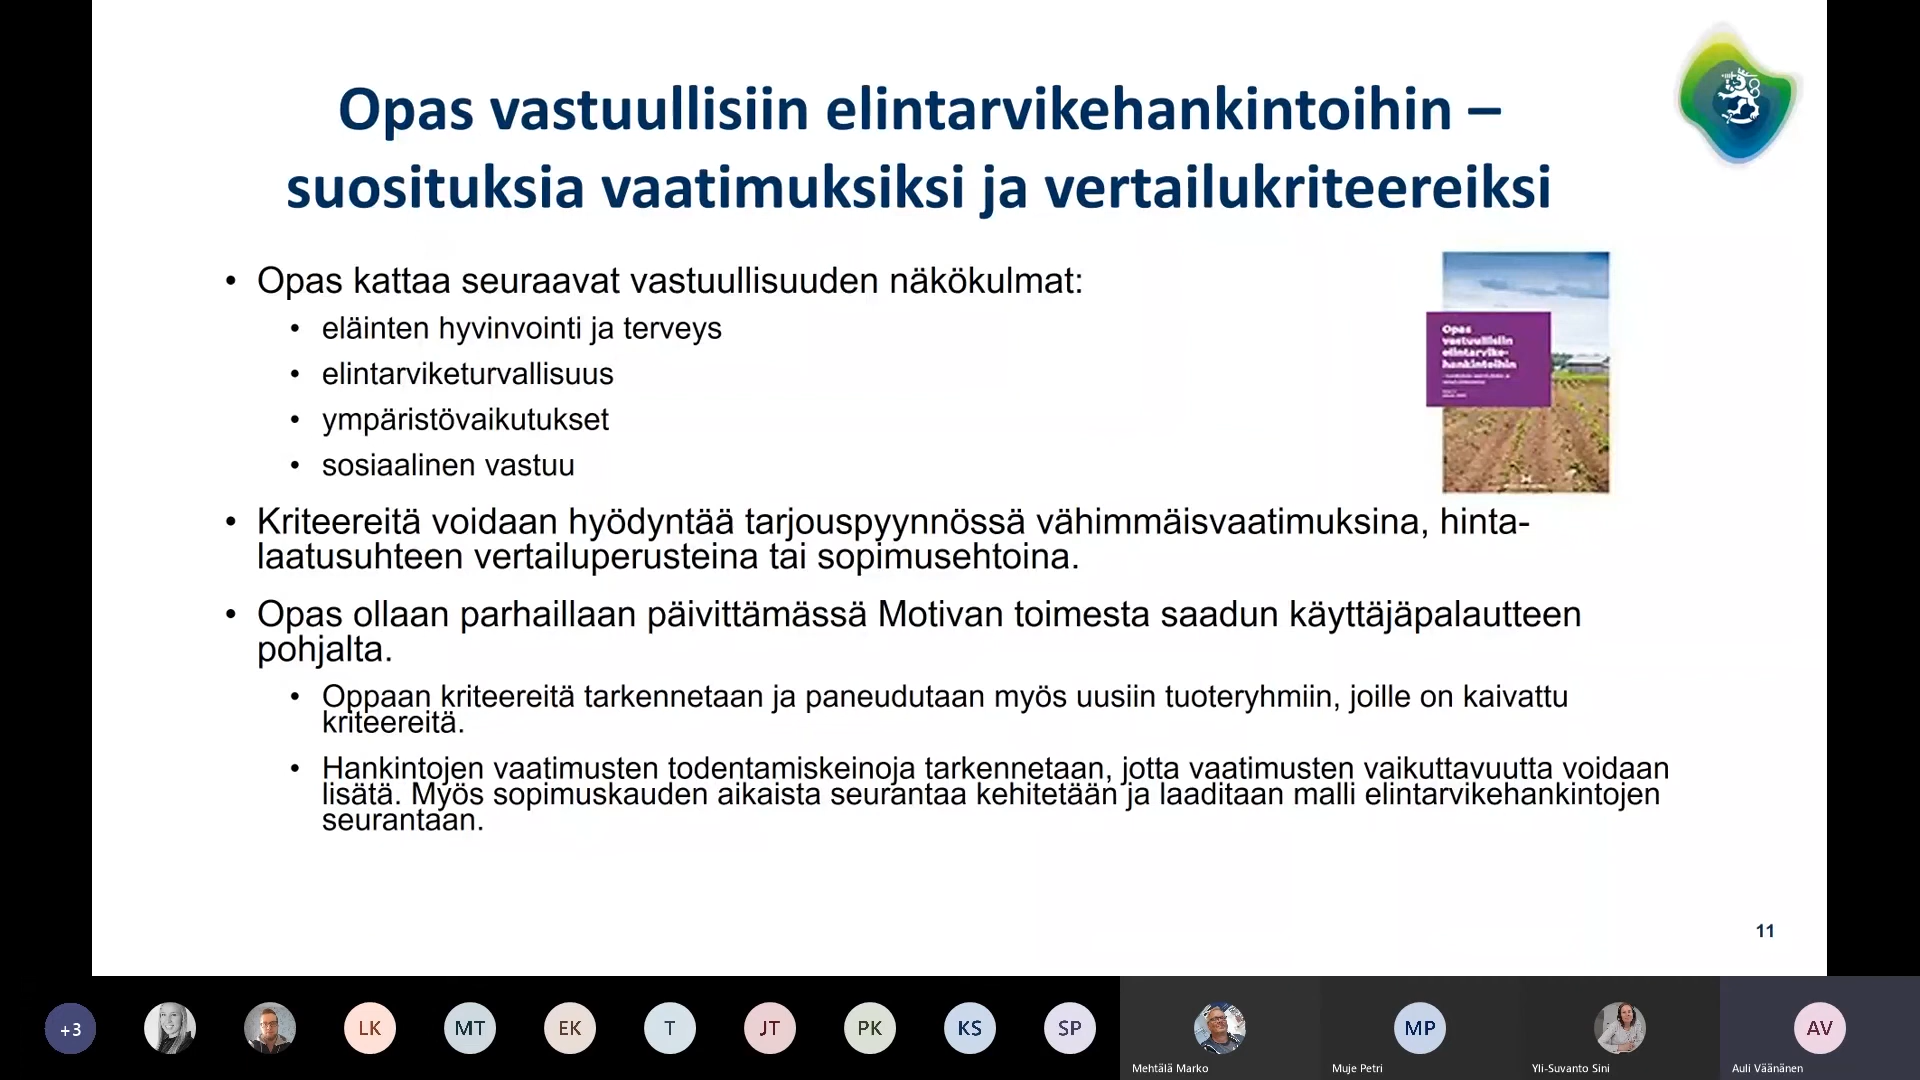 Opas vastuullisiin elintarvikehankintoihin –
suosituksia vaatimuksiksi ja vertailukriteereiksi
• Opas kattaa seuraavat vastuullisuuden näkökulmat:
• eläinten hyvinvointi ja terveys
• elintarviketurvallisuus
• ympäristövaikutukset
• sosiaalinen vastuu
Opas
vastuullisiin
elintarvike-
hankintoihin
• Kriteereitä voidaan hyödyntää tarjouspyynnössä vähimmäisvaatimuksina, hinta-
laatusuhteen vertailuperusteina tai sopimusehtoina.
• Opas ollaan parhaillaan päivittämässä Motivan toimesta saadun käyttäjäpalautteen
pohjalta.
• Oppaan kriteereitä tarkennetaan ja paneudutaan myös uusiin tuoteryhmiin, joille on kaivattu
kriteereitä.
• Hankintojen vaatimusten todentamiskeinoja tarkennetaan, jotta vaatimusten vaikuttavuutta voidaan
lisätä. Myös sopimuskauden aikaista seurantaa kehitetään ja laaditaan malli elintarvikehankintojen
seurantaan.
11
+3
LK
MT
EK
T
JT
PK
KS
SP
MP
AV
Mehtälä Marko
Muje Petri
Yli-Suvanto Sini
Auli Väänänen